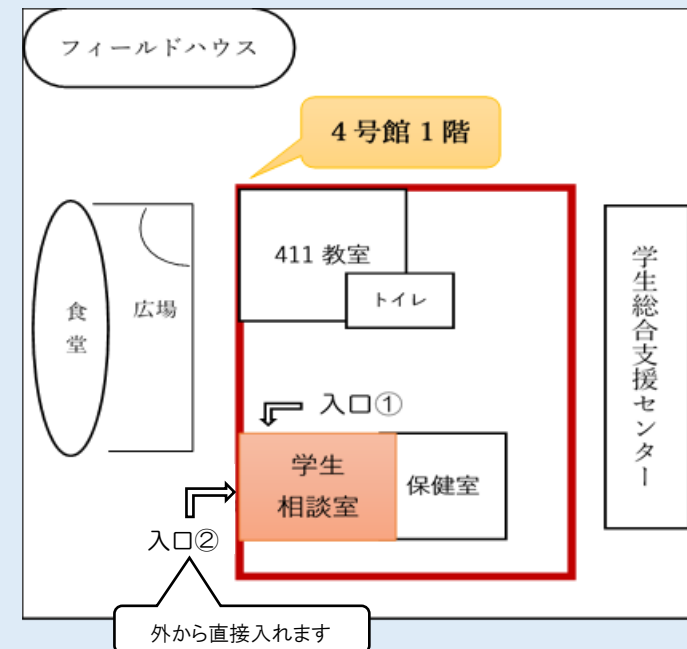 フィールドハウス
4号館1階
411 教室
トイレ
食堂
広場
学生総合支援センター
入口①
学生
相談室
保健室
入口②
外から直接入れます